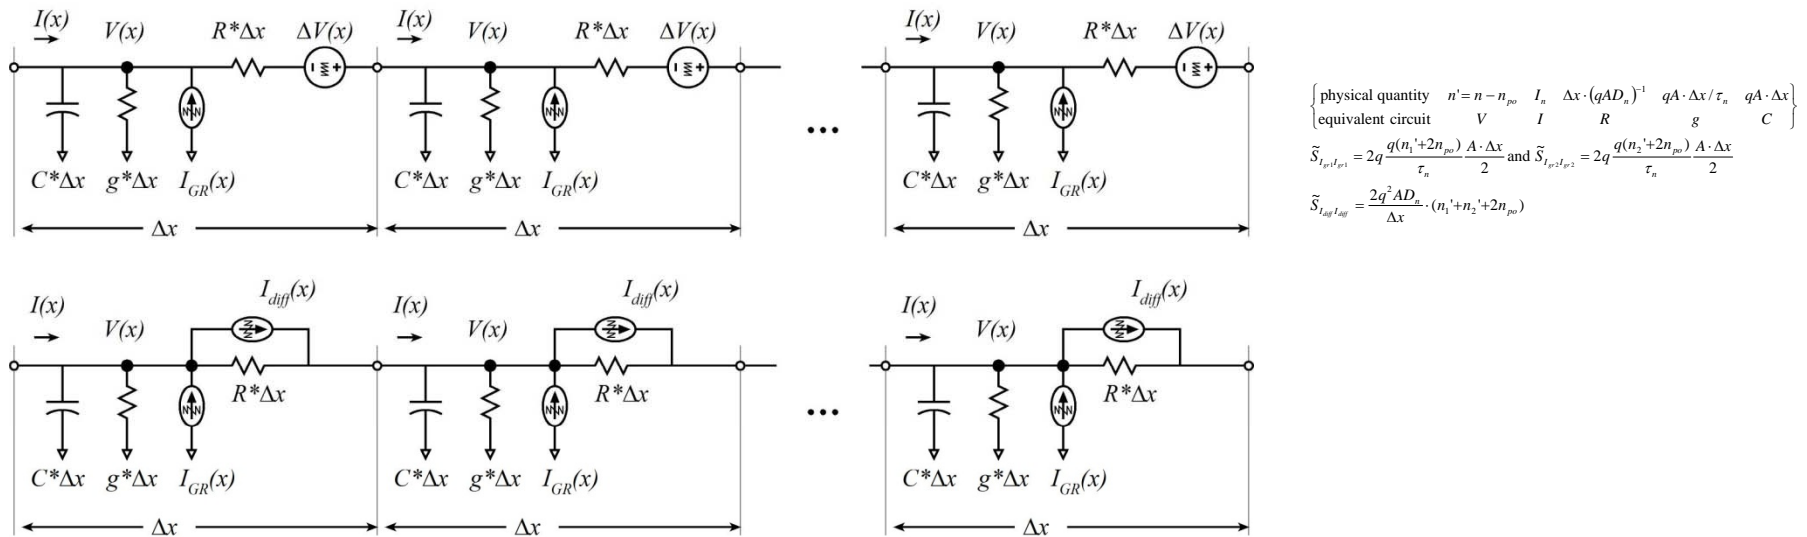 I(x) V(x) R*Δx ΔV(x) I(x) V(x) R*Δx ΔV(x) I(x) V(x) R*Δx ΔV(x)
- + - + - +
N N N
...
C*Δx g*Δx I_GR(x) C*Δx g*Δx I_GR(x) C*Δx g*Δx I_GR(x)
Δx Δx Δx
I_diff(x) I_diff(x) I_diff(x)
I(x) V(x) I(x) V(x) I(x) V(x)
R*Δx R*Δx R*Δx
...
C*Δx g*Δx I_GR(x) C*Δx g*Δx I_GR(x) C*Δx g*Δx I_GR(x)
Δx Δx Δx
{physical quantity n'=n−n_po I_n Δx·(qAD_n)^−1 qA·Δx/τ_n qA·Δx}
{equivalent circuit V I R g C}
S̃_{I_gr1 I_gr1} = 2q q(n_1'+2n_po)/τ_n A·Δx/2 and S̃_{I_gr2 I_gr2} = 2q q(n_2'+2n_po)/τ_n A·Δx/2
S̃_{I_diff I_diff} = 2q²AD_n/Δx ·(n_1'+n_2'+2n_po)